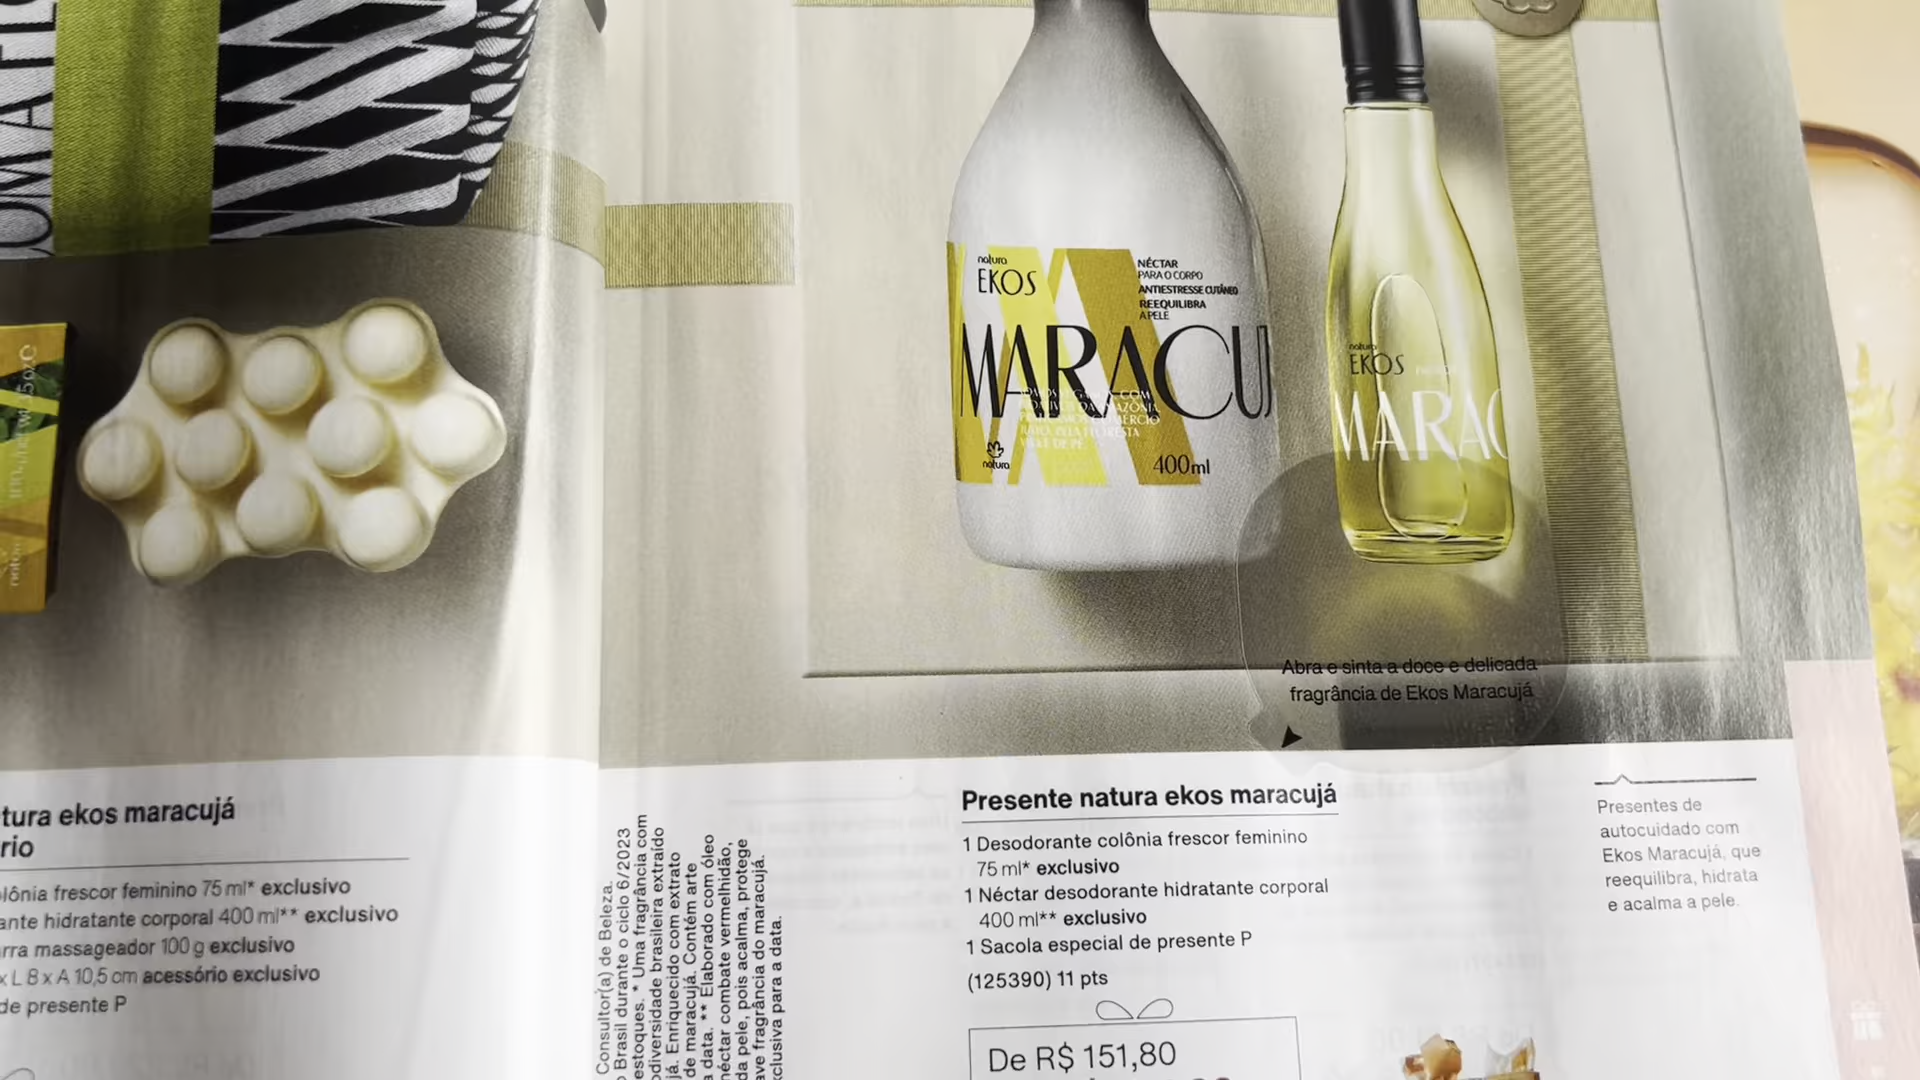 natura
EKOS
NÉCTAR
PARA O CORPO
ANTIESTRESSE CUTÂNEO
REEQUILIBRA
A PELE
MARACUJ
natura
400ml
natura
EKOS
MARAC
Abra e sinta a doce e delicada
fragrância de Ekos Maracujá
tura ekos maracujá
rio
olônia frescor feminino 75 ml* exclusivo
ante hidratante corporal 400 ml** exclusivo
rra massageador 100 g exclusivo
x L 8 x A 10,5 cm acessório exclusivo
de presente P
Consultor(a) de Beleza.
Brasil durante o ciclo 6/2023
estoques. * Uma fragrância com
odiversidade brasileira extraído
já. Enriquecido com extrato
de maracujá. Contém arte
a data. ** Elaborado com óleo
néctar combate vermelhidão,
da pele, pois acalma, protege
ave fragrância do maracujá.
xclusiva para a data.
Presente natura ekos maracujá
1 Desodorante colônia frescor feminino
75 ml* exclusivo
1 Néctar desodorante hidratante corporal
400 ml** exclusivo
1 Sacola especial de presente P
(125390) 11 pts
De R$ 151,80
Presentes de
autocuidado com
Ekos Maracujá, que
reequilibra, hidrata
e acalma a pele.